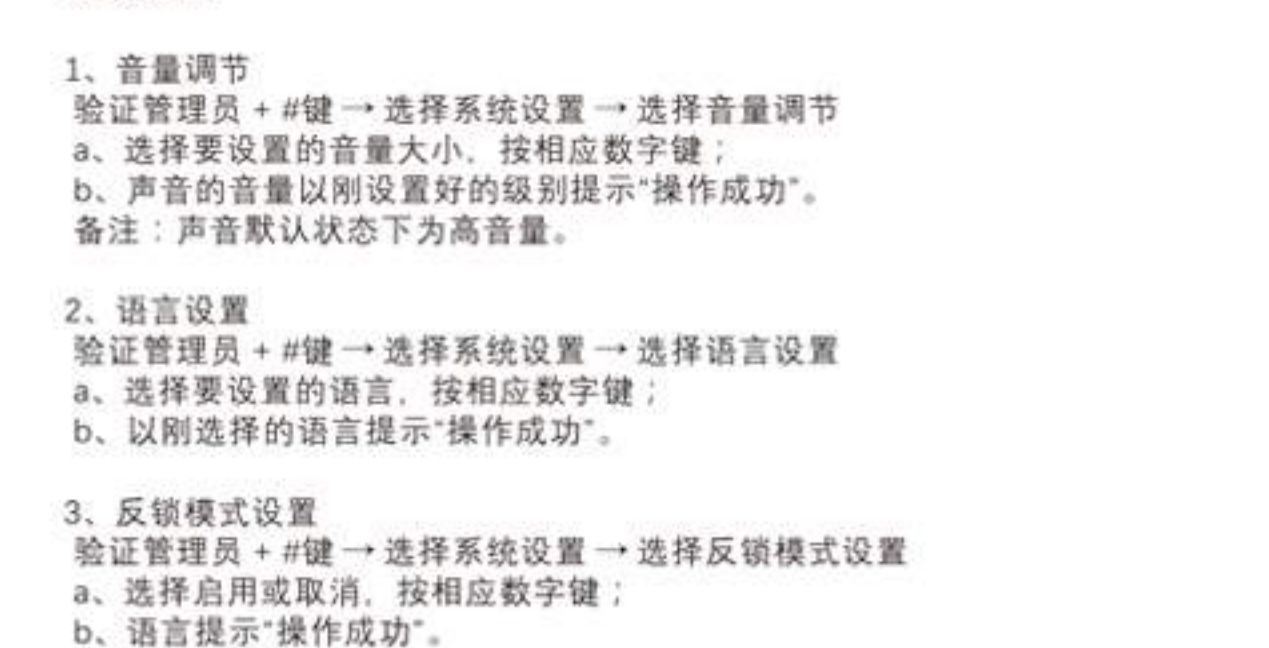 1、音量调节
验证管理员 + #键 → 选择系统设置 → 选择音量调节
a、选择要设置的音量大小，按相应数字键；
b、声音的音量以刚设置好的级别提示“操作成功”。
备注：声音默认状态下为高音量。
2、语言设置
验证管理员 + #键 → 选择系统设置 → 选择语言设置
a、选择要设置的语言，按相应数字键；
b、以刚选择的语言提示“操作成功”。
3、反锁模式设置
验证管理员 + #键 → 选择系统设置 → 选择反锁模式设置
a、选择启用或取消，按相应数字键；
b、语言提示“操作成功”。